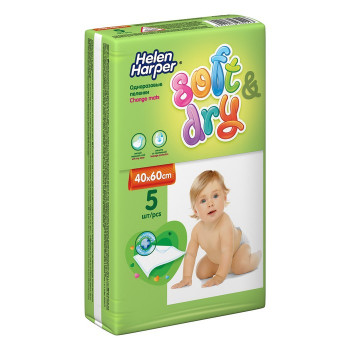 Helen
Harper
Одноразовые
пеленки
Change mats
soft &
dry
40x60cm
5
шт/pcs